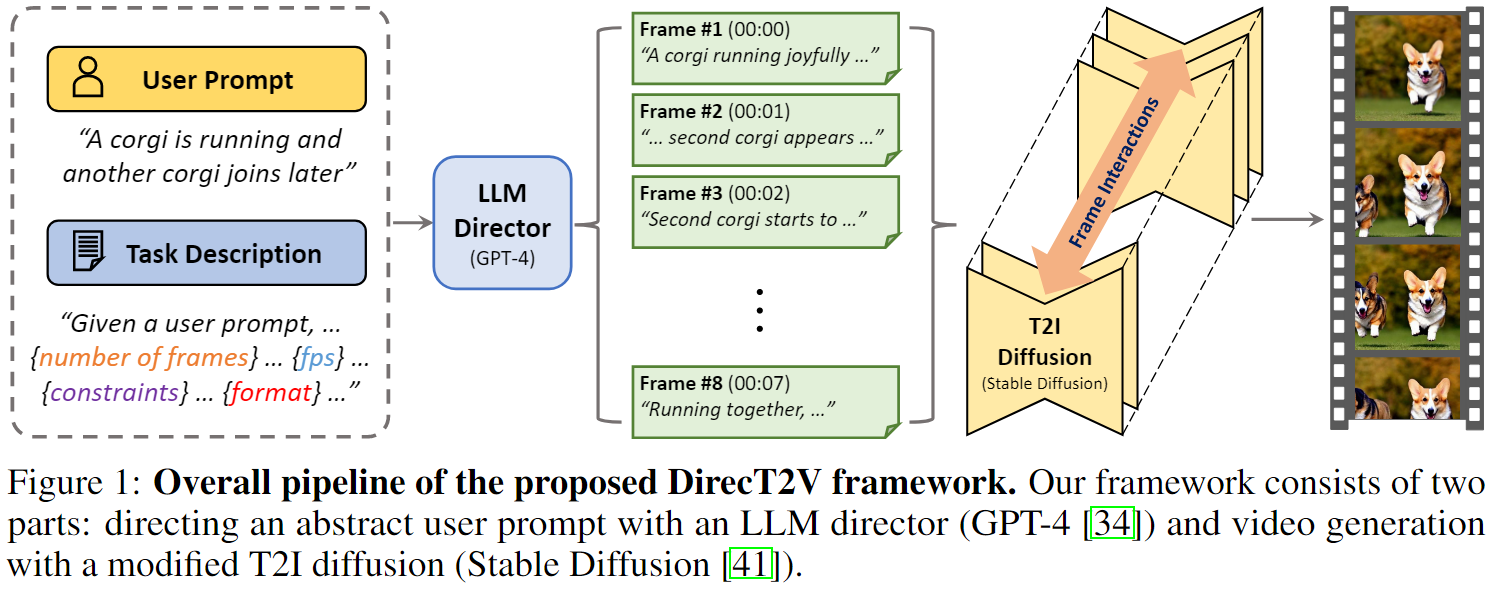 User Prompt
“A corgi is running and
another corgi joins later”
Task Description
“Given a user prompt, ...
{number of frames} ... {fps} ...
{constraints} ... {format} ...”
LLM
Director
(GPT-4)
Frame #1 (00:00)
“A corgi running joyfully ...”
Frame #2 (00:01)
“... second corgi appears ...”
Frame #3 (00:02)
“Second corgi starts to ...”
Frame #8 (00:07)
“Running together, ...”
Frame Interactions
T2I
Diffusion
(Stable Diffusion)
Figure 1: Overall pipeline of the proposed DirecT2V framework. Our framework consists of two
parts: directing an abstract user prompt with an LLM director (GPT-4 [34]) and video generation
with a modified T2I diffusion (Stable Diffusion [41]).